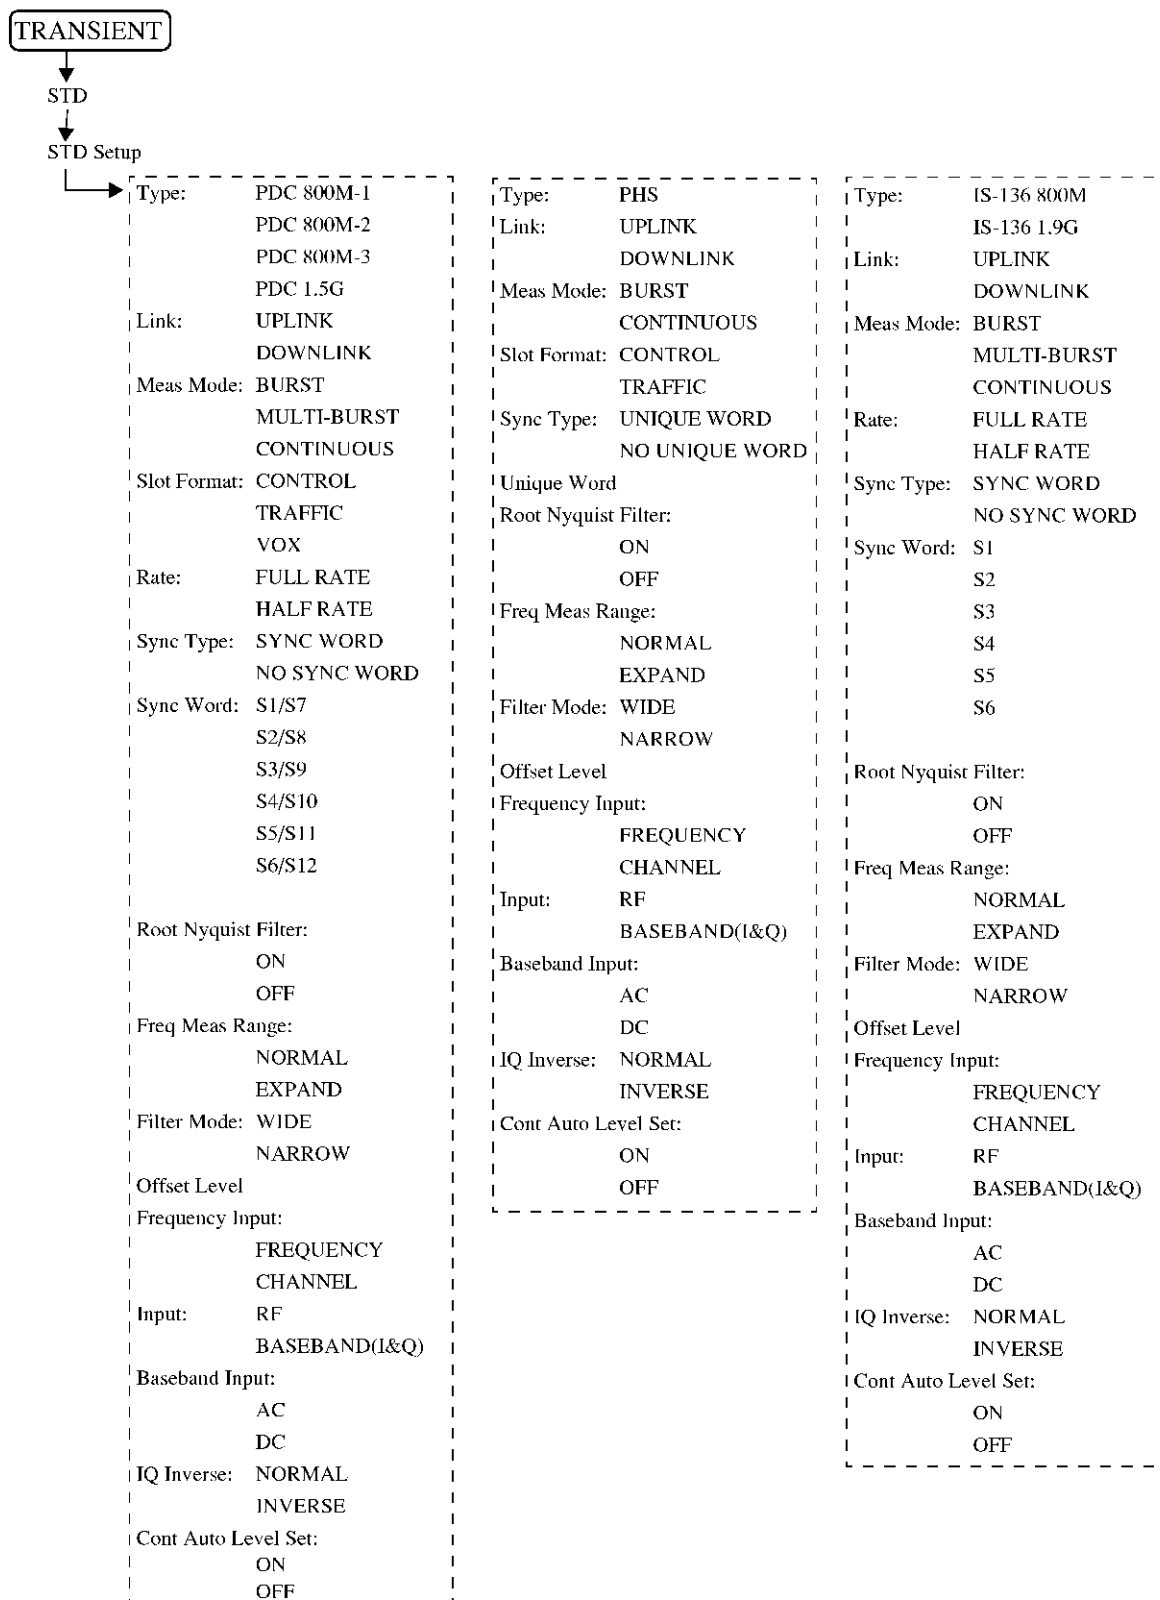 TRANSIENT
STD
STD Setup
Type: PDC 800M-1
PDC 800M-2
PDC 800M-3
PDC 1.5G
Link: UPLINK
DOWNLINK
Meas Mode: BURST
MULTI-BURST
CONTINUOUS
Slot Format: CONTROL
TRAFFIC
VOX
Rate: FULL RATE
HALF RATE
Sync Type: SYNC WORD
NO SYNC WORD
Sync Word: S1/S7
S2/S8
S3/S9
S4/S10
S5/S11
S6/S12
Root Nyquist Filter:
ON
OFF
Freq Meas Range:
NORMAL
EXPAND
Filter Mode: WIDE
NARROW
Offset Level
Frequency Input:
FREQUENCY
CHANNEL
Input: RF
BASEBAND(I&Q)
Baseband Input:
AC
DC
IQ Inverse: NORMAL
INVERSE
Cont Auto Level Set:
ON
OFF
Type: PHS
Link: UPLINK
DOWNLINK
Meas Mode: BURST
CONTINUOUS
Slot Format: CONTROL
TRAFFIC
Sync Type: UNIQUE WORD
NO UNIQUE WORD
Unique Word
Root Nyquist Filter:
ON
OFF
Freq Meas Range:
NORMAL
EXPAND
Filter Mode: WIDE
NARROW
Offset Level
Frequency Input:
FREQUENCY
CHANNEL
Input: RF
BASEBAND(I&Q)
Baseband Input:
AC
DC
IQ Inverse: NORMAL
INVERSE
Cont Auto Level Set:
ON
OFF
Type: IS-136 800M
IS-136 1.9G
Link: UPLINK
DOWNLINK
Meas Mode: BURST
MULTI-BURST
CONTINUOUS
Rate: FULL RATE
HALF RATE
Sync Type: SYNC WORD
NO SYNC WORD
Sync Word: S1
S2
S3
S4
S5
S6
Root Nyquist Filter:
ON
OFF
Freq Meas Range:
NORMAL
EXPAND
Filter Mode: WIDE
NARROW
Offset Level
Frequency Input:
FREQUENCY
CHANNEL
Input: RF
BASEBAND(I&Q)
Baseband Input:
AC
DC
IQ Inverse: NORMAL
INVERSE
Cont Auto Level Set:
ON
OFF